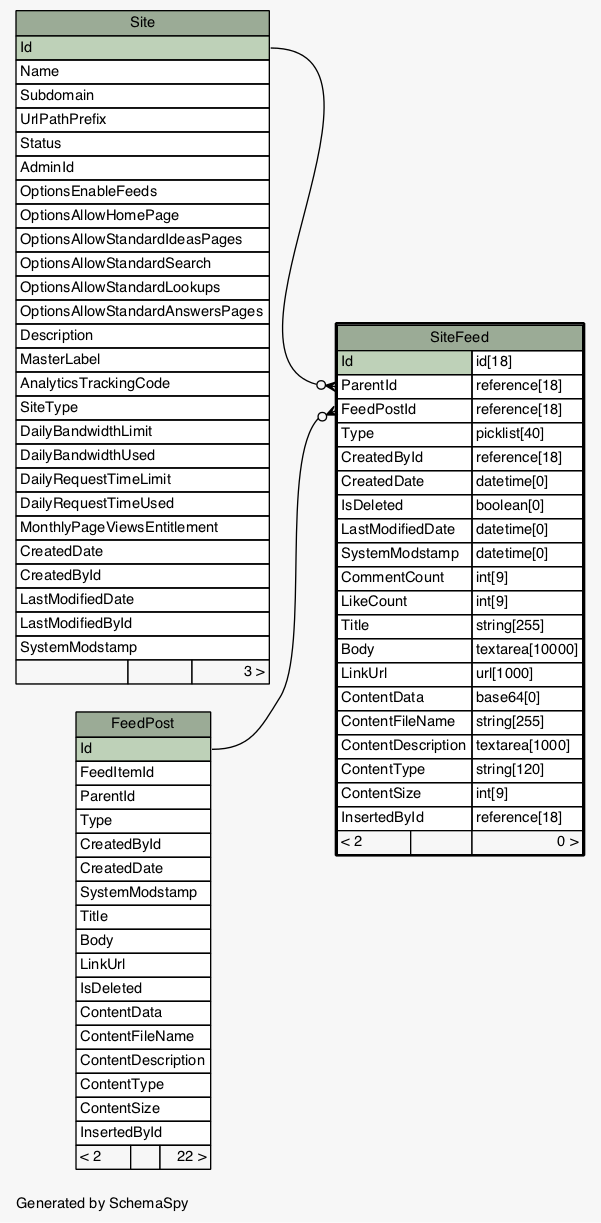 Site
Id
Name
Subdomain
UrlPathPrefix
Status
AdminId
OptionsEnableFeeds
OptionsAllowHomePage
OptionsAllowStandardIdeasPages
OptionsAllowStandardSearch
OptionsAllowStandardLookups
OptionsAllowStandardAnswersPages
Description
MasterLabel
AnalyticsTrackingCode
SiteType
DailyBandwidthLimit
DailyBandwidthUsed
DailyRequestTimeLimit
DailyRequestTimeUsed
MonthlyPageViewsEntitlement
CreatedDate
CreatedById
LastModifiedDate
LastModifiedById
SystemModstamp
3 >
SiteFeed
Id id[18]
ParentId reference[18]
FeedPostId reference[18]
Type picklist[40]
CreatedById reference[18]
CreatedDate datetime[0]
IsDeleted boolean[0]
LastModifiedDate datetime[0]
SystemModstamp datetime[0]
CommentCount int[9]
LikeCount int[9]
Title string[255]
Body textarea[10000]
LinkUrl url[1000]
ContentData base64[0]
ContentFileName string[255]
ContentDescription textarea[1000]
ContentType string[120]
ContentSize int[9]
InsertedById reference[18]
< 2 0 >
FeedPost
Id
FeedItemId
ParentId
Type
CreatedById
CreatedDate
SystemModstamp
Title
Body
LinkUrl
IsDeleted
ContentData
ContentFileName
ContentDescription
ContentType
ContentSize
InsertedById
< 2 22 >
Generated by SchemaSpy